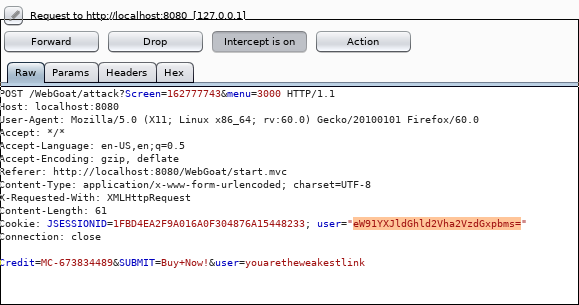 Request to http://localhost:8080 [127.0.0.1]
Forward Drop Intercept is on Action
Raw Params Headers Hex
POST /WebGoat/attack?Screen=162777743&menu=3000 HTTP/1.1
Host: localhost:8080
User-Agent: Mozilla/5.0 (X11; Linux x86_64; rv:60.0) Gecko/20100101 Firefox/60.0
Accept: */*
Accept-Language: en-US,en;q=0.5
Accept-Encoding: gzip, deflate
Referer: http://localhost:8080/WebGoat/start.mvc
Content-Type: application/x-www-form-urlencoded; charset=UTF-8
X-Requested-With: XMLHttpRequest
Content-Length: 61
Cookie: JSESSIONID=1FBD4EA2F9A016A0F304876A15448233; user="eW91YXJldGhld2Vha2VzdGxpbms="
Connection: close
Credit=MC-673834489&SUBMIT=Buy+Now!&user=youaretheweakestlink